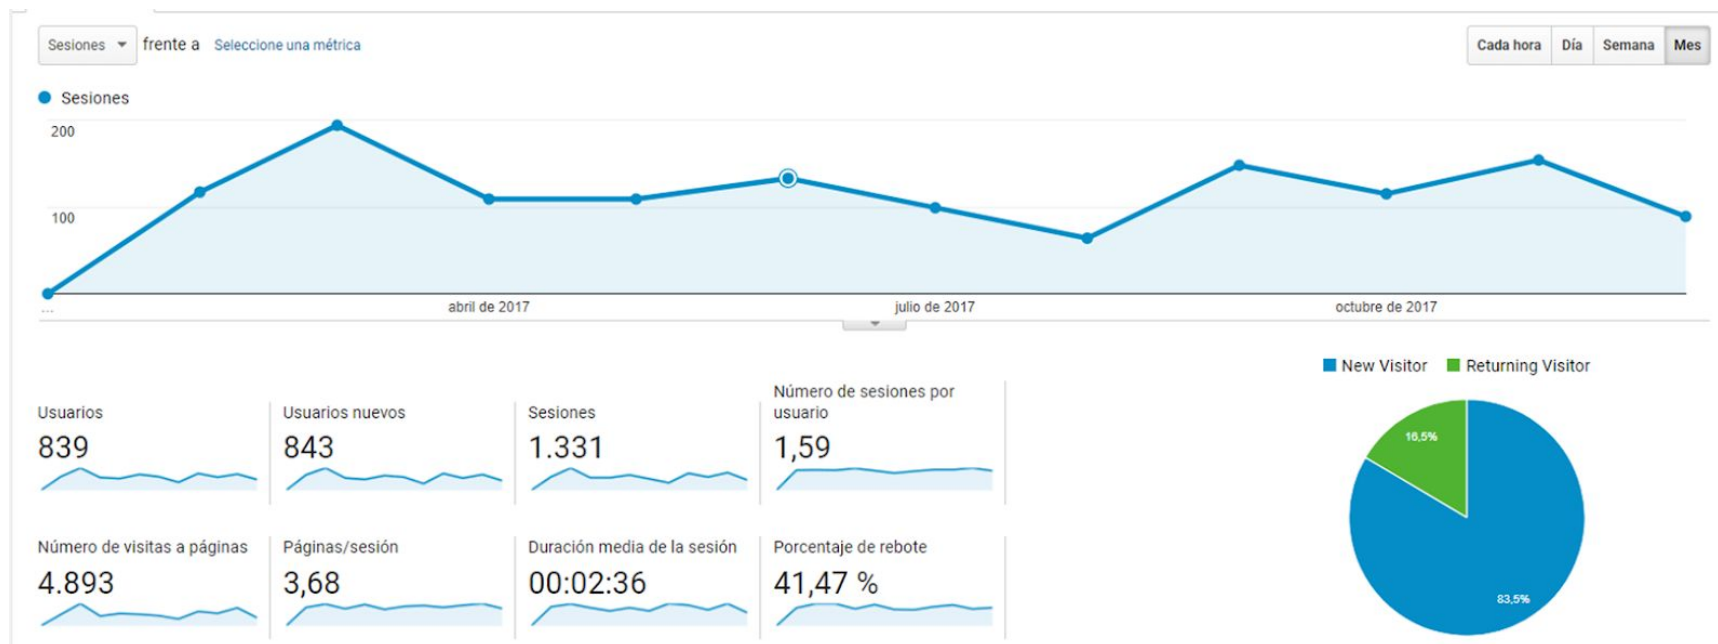 Sesiones frente a Seleccione una métrica
Cada hora Día Semana Mes
Sesiones
200
100
...
abril de 2017 julio de 2017 octubre de 2017
New Visitor Returning Visitor
Usuarios
839
Usuarios nuevos
843
Sesiones
1.331
Número de sesiones por
usuario
1,59
Número de visitas a páginas
4.893
Páginas/sesión
3,68
Duración media de la sesión
00:02:36
Porcentaje de rebote
41,47 %
16,5%
83,5%